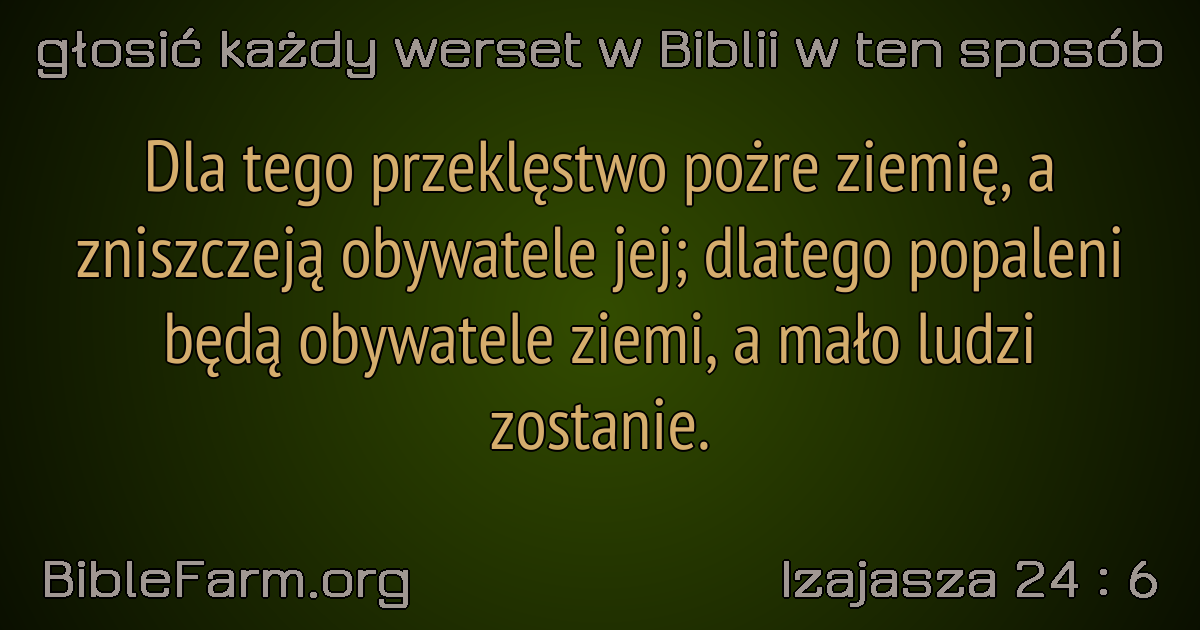 głosić każdy werset w Biblii w ten sposób
Dla tego przeklęstwo pożre ziemię, a
zniszczeją obywatele jej; dlatego popaleni
będą obywatele ziemi, a mało ludzi
zostanie.
BibleFarm.org
Izajasza 24 : 6